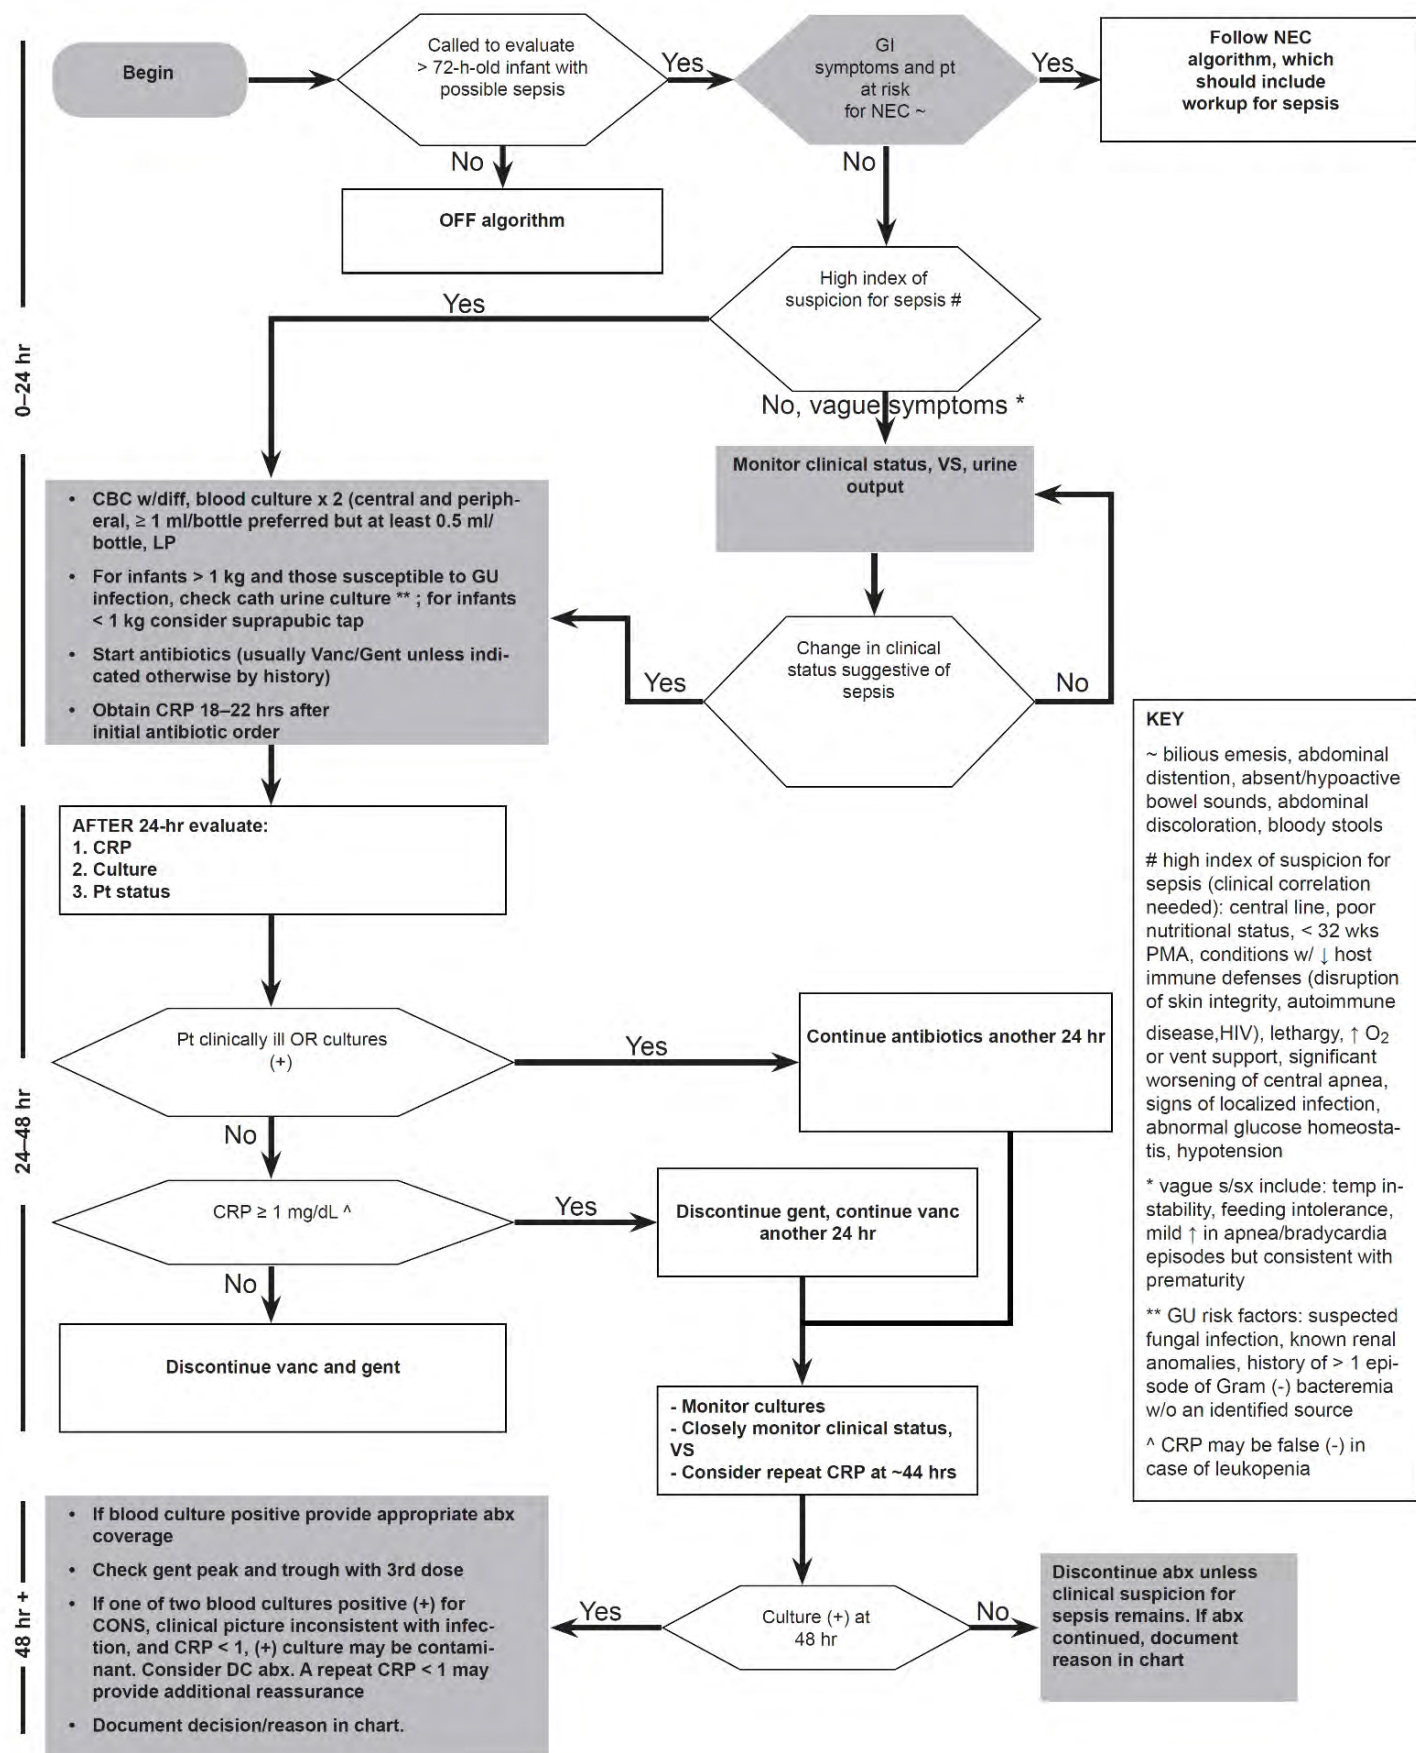 Begin
Called to evaluate
> 72-h-old infant with
possible sepsis
Yes
GI
symptoms and pt
at risk
for NEC ~
Yes
Follow NEC
algorithm, which
should include
workup for sepsis
No
OFF algorithm
No
High index of
suspicion for sepsis #
Yes
0–24 hr
No, vague symptoms *
Monitor clinical status, VS, urine
output
• CBC w/diff, blood culture x 2 (central and periph-
eral, ≥ 1 ml/bottle preferred but at least 0.5 ml/
bottle, LP
• For infants > 1 kg and those susceptible to GU
infection, check cath urine culture ** ; for infants
< 1 kg consider suprapubic tap
• Start antibiotics (usually Vanc/Gent unless indi-
cated otherwise by history)
• Obtain CRP 18–22 hrs after
initial antibiotic order
Change in clinical
status suggestive of
sepsis
Yes
No
AFTER 24-hr evaluate:
1. CRP
2. Culture
3. Pt status
Pt clinically ill OR cultures
(+)
Yes
Continue antibiotics another 24 hr
No
24–48 hr
CRP ≥ 1 mg/dL ^
Yes
Discontinue gent, continue vanc
another 24 hr
No
Discontinue vanc and gent
- Monitor cultures
- Closely monitor clinical status,
VS
- Consider repeat CRP at ~44 hrs
48 hr +
• If blood culture positive provide appropriate abx
coverage
• Check gent peak and trough with 3rd dose
• If one of two blood cultures positive (+) for
CONS, clinical picture inconsistent with infec-
tion, and CRP < 1, (+) culture may be contami-
nant. Consider DC abx. A repeat CRP < 1 may
provide additional reassurance
• Document decision/reason in chart.
Yes
Culture (+) at
48 hr
No
Discontinue abx unless
clinical suspicion for
sepsis remains. If abx
continued, document
reason in chart
KEY
~ bilious emesis, abdominal
distention, absent/hypoactive
bowel sounds, abdominal
discoloration, bloody stools
# high index of suspicion for
sepsis (clinical correlation
needed): central line, poor
nutritional status, < 32 wks
PMA, conditions w/ ↓ host
immune defenses (disruption
of skin integrity, autoimmune
disease,HIV), lethargy, ↑ O₂
or vent support, significant
worsening of central apnea,
signs of localized infection,
abnormal glucose homeosta-
tis, hypotension
* vague s/sx include: temp in-
stability, feeding intolerance,
mild ↑ in apnea/bradycardia
episodes but consistent with
prematurity
** GU risk factors: suspected
fungal infection, known renal
anomalies, history of > 1 epi-
sode of Gram (-) bacteremia
w/o an identified source
^ CRP may be false (-) in
case of leukopenia